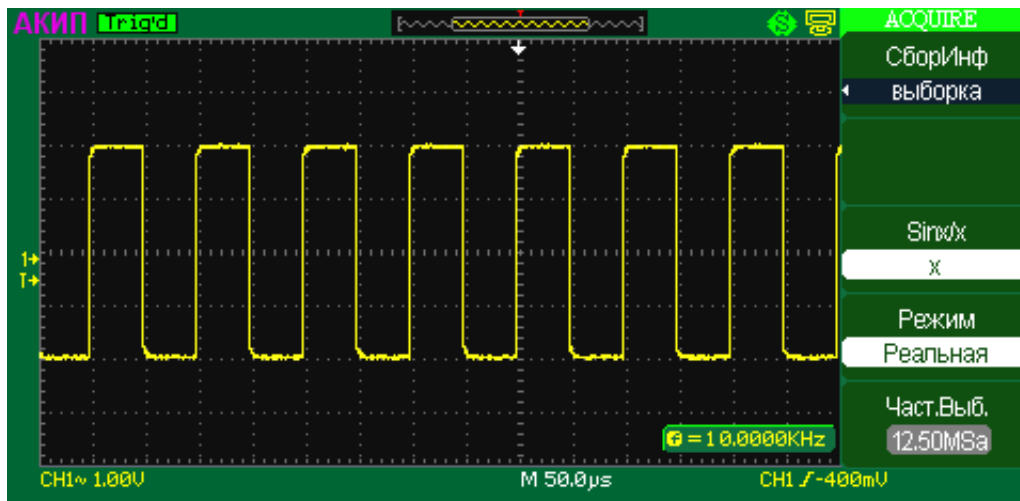 АКИП Trig'd
ACQUIRE
СборИнф
выборка
Sinx/x
x
Режим
Реальная
Част.Выб.
12.50MSa
1
T
f=10.0000KHz
CH1~ 1.00V M 50.0µs CH1 -400mV